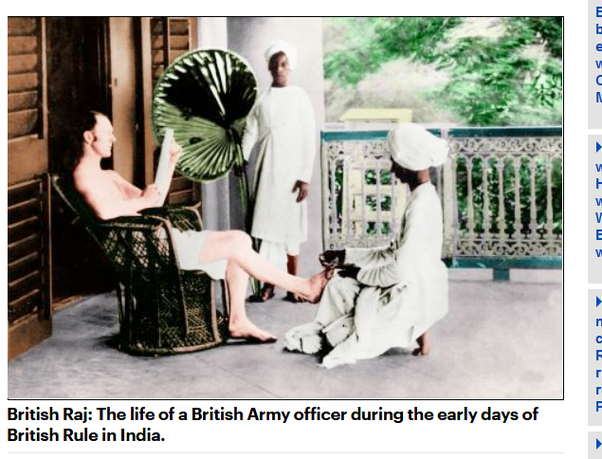 British Raj: The life of a British Army officer during the early days of
British Rule in India.